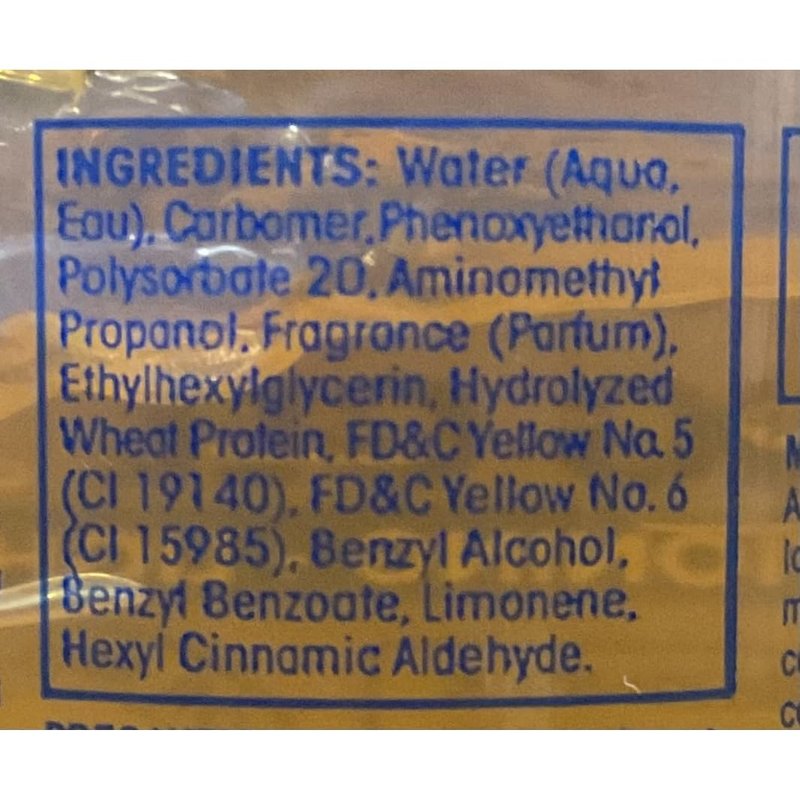 INGREDIENTS: Water (Aqua,
Eau), Carbomer, Phenoxyethanol,
Polysorbate 20, Aminomethyl
Propanol, Fragrance (Parfum),
Ethylhexylglycerin, Hydrolyzed
Wheat Protein, FD&C Yellow No. 5
(CI 19140), FD&C Yellow No. 6
(CI 15985), Benzyl Alcohol,
Benzyl Benzoate, Limonene,
Hexyl Cinnamic Aldehyde.